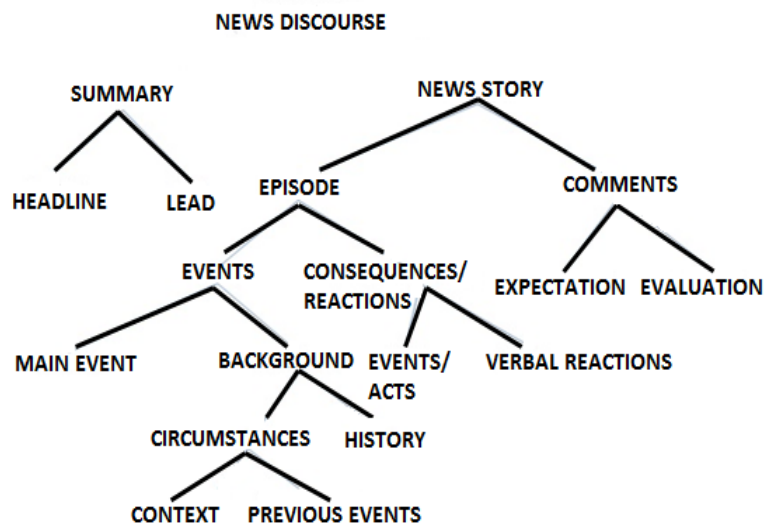 NEWS DISCOURSE
SUMMARY
NEWS STORY
HEADLINE
LEAD
EPISODE
COMMENTS
EVENTS
CONSEQUENCES/
REACTIONS
EXPECTATION
EVALUATION
MAIN EVENT
BACKGROUND
EVENTS/
ACTS
VERBAL REACTIONS
CIRCUMSTANCES
HISTORY
CONTEXT
PREVIOUS EVENTS